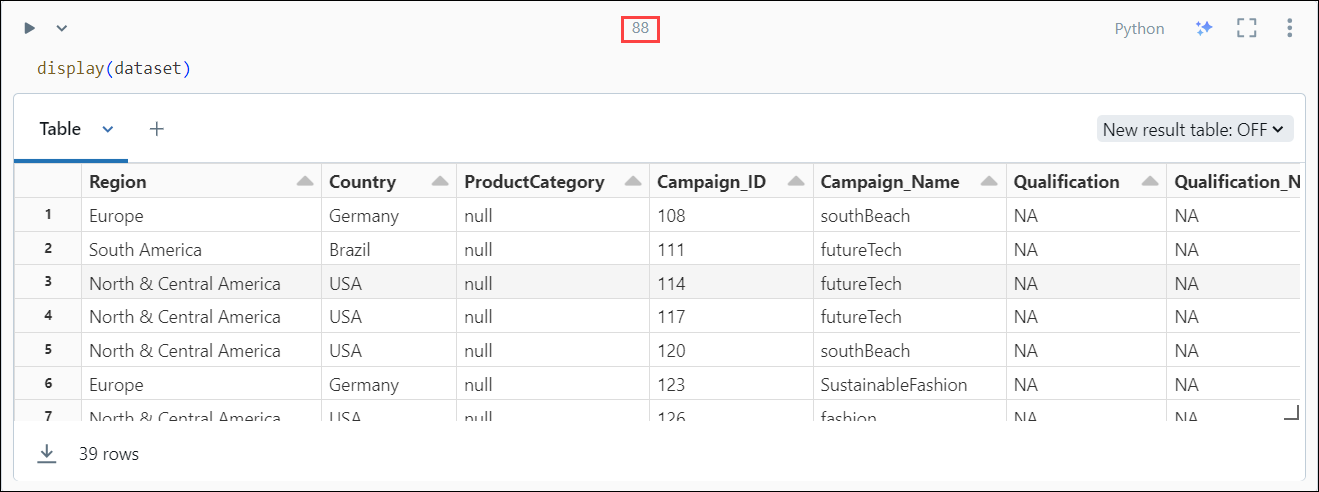 88 Python
display(dataset)
Table New result table: OFF
Region Country ProductCategory Campaign_ID Campaign_Name Qualification Qualification_N
1 Europe Germany null 108 southBeach NA NA
2 South America Brazil null 111 futureTech NA NA
3 North & Central America USA null 114 futureTech NA NA
4 North & Central America USA null 117 futureTech NA NA
5 North & Central America USA null 120 southBeach NA NA
6 Europe Germany null 123 SustainableFashion NA NA
7 North & Central America USA null 126 fashion NA NA
39 rows